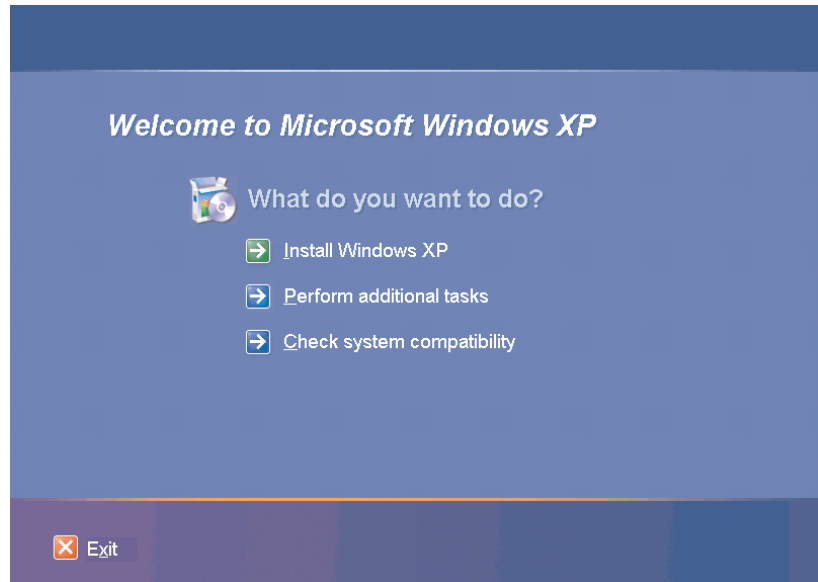 Welcome to Microsoft Windows XP
What do you want to do?
Install Windows XP
Perform additional tasks
Check system compatibility
Exit